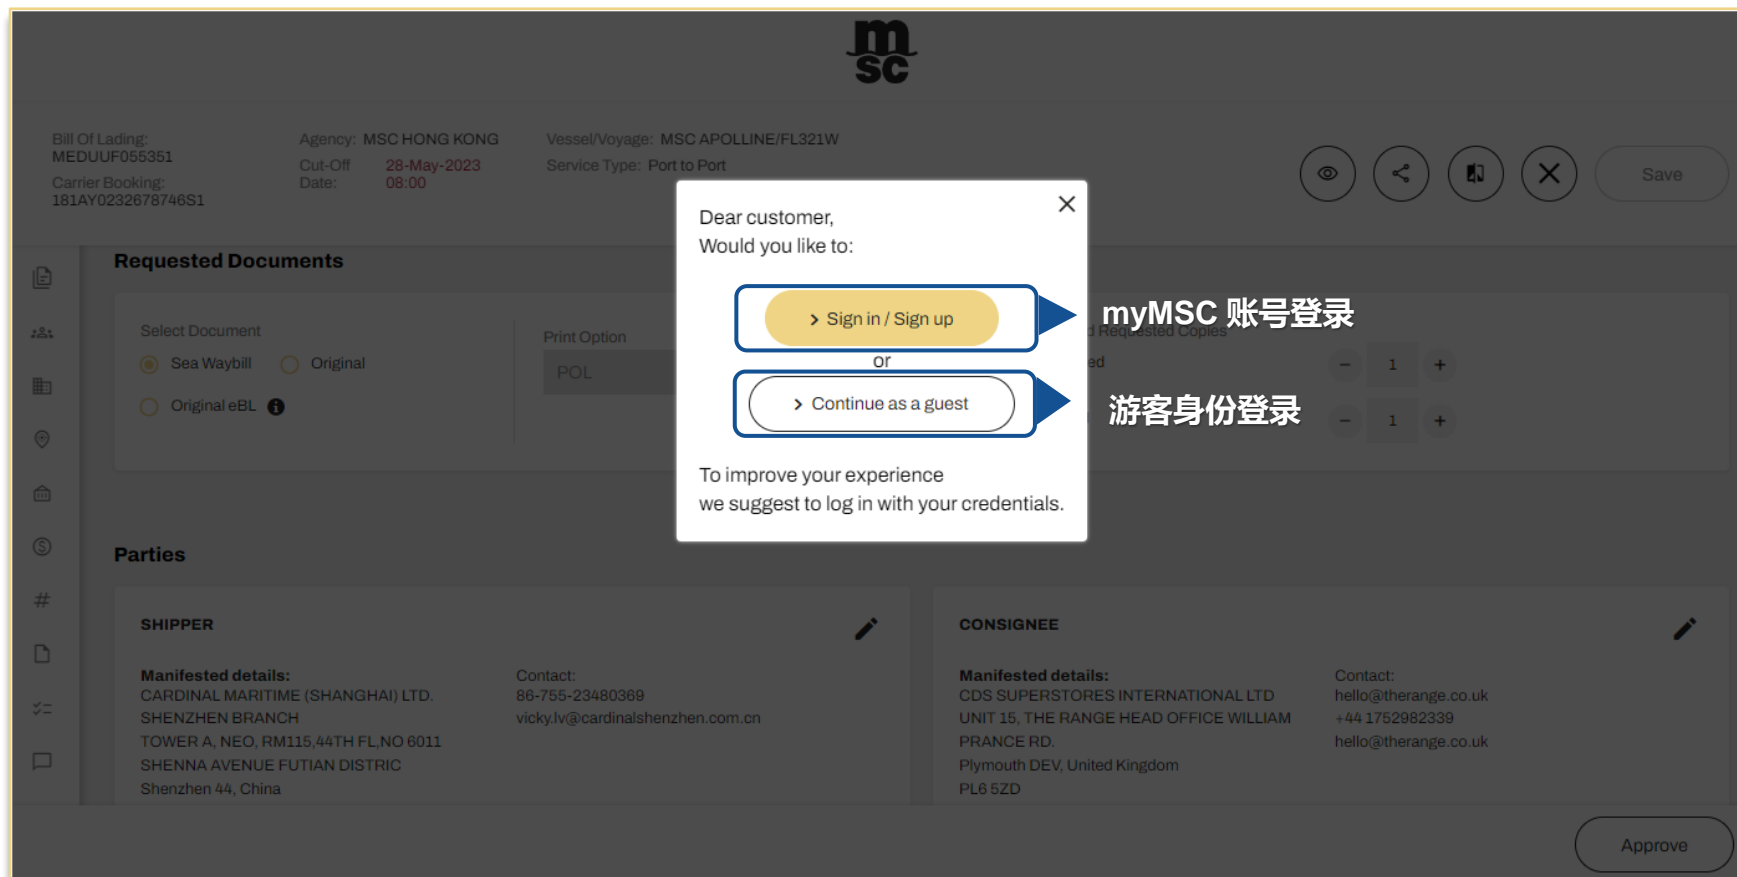 m
sc
Bill Of Lading:
MEDUUF055351
Carrier Booking:
181AY0232678746S1
Agency: MSC HONG KONG
Cut-Off Date: 28-May-2023 08:00
Vessel/Voyage: MSC APOLLINE/FL321W
Service Type: Port to Port
Save
Dear customer,
Would you like to:
Sign in / Sign up
or
Continue as a guest
To improve your experience
we suggest to log in with your credentials.
myMSC 账号登录
游客身份登录
Requested Documents
Select Document
Sea Waybill
Original
Original eBL
Print Option
POL
Requested Copies
1
1
Parties
SHIPPER
Manifested details:
CARDINAL MARITIME (SHANGHAI) LTD.
SHENZHEN BRANCH
TOWER A, NEO, RM115,44TH FL,NO 6011
SHENNA AVENUE FUTIAN DISTRIC
Shenzhen 44, China
Contact:
86-755-23480369
vicky.lv@cardinalshenzhen.com.cn
CONSIGNEE
Manifested details:
CDS SUPERSTORES INTERNATIONAL LTD
UNIT 15, THE RANGE HEAD OFFICE WILLIAM
PRANCE RD.
Plymouth DEV, United Kingdom
PL6 5ZD
Contact:
hello@therange.co.uk
+44 1752982339
hello@therange.co.uk
Approve